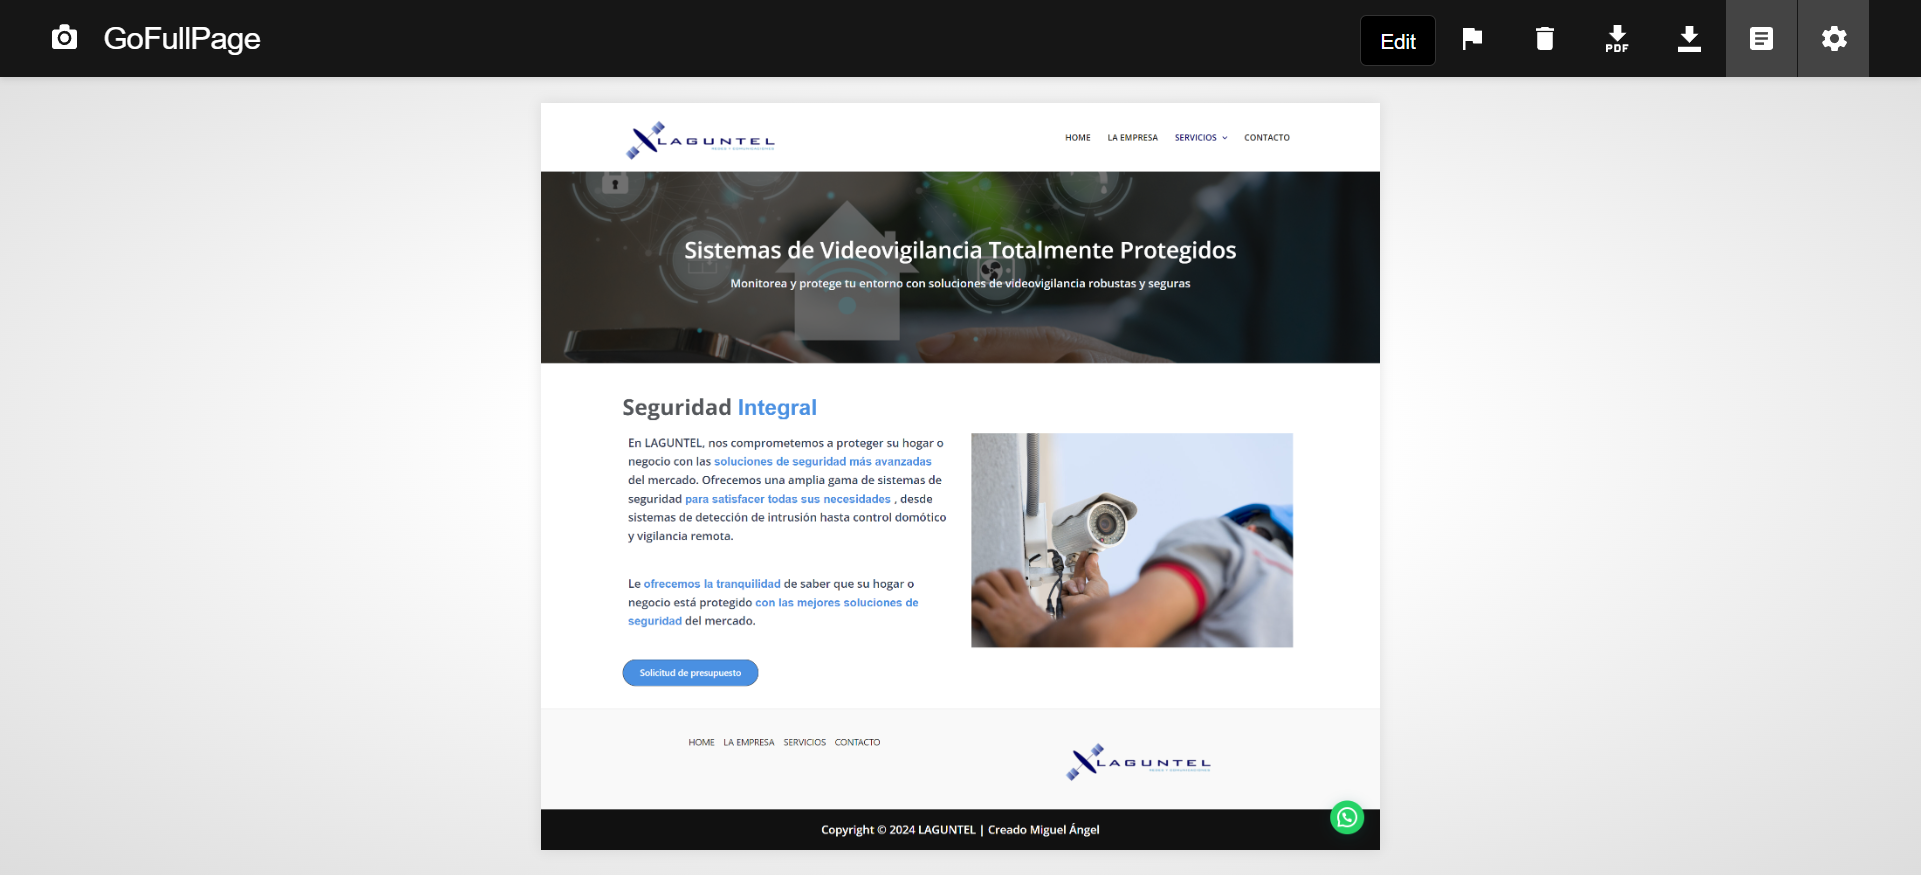 GoFullPage
Edit
PDF
LAGUNTEL
HOME LA EMPRESA SERVICIOS CONTACTO
Sistemas de Videovigilancia Totalmente Protegidos
Monitorea y protege tu entorno con soluciones de videovigilancia robustas y seguras
Seguridad Integral
En LAGUNTEL, nos comprometemos a proteger su hogar o
negocio con las soluciones de seguridad más avanzadas
del mercado. Ofrecemos una amplia gama de sistemas de
seguridad para satisfacer todas sus necesidades , desde
sistemas de detección de intrusión hasta control domótico
y vigilancia remota.
Le ofrecemos la tranquilidad de saber que su hogar o
negocio está protegido con las mejores soluciones de
seguridad del mercado.
Solicitud de presupuesto
HOME LA EMPRESA SERVICIOS CONTACTO
LAGUNTEL
Copyright © 2024 LAGUNTEL | Creado Miguel Ángel